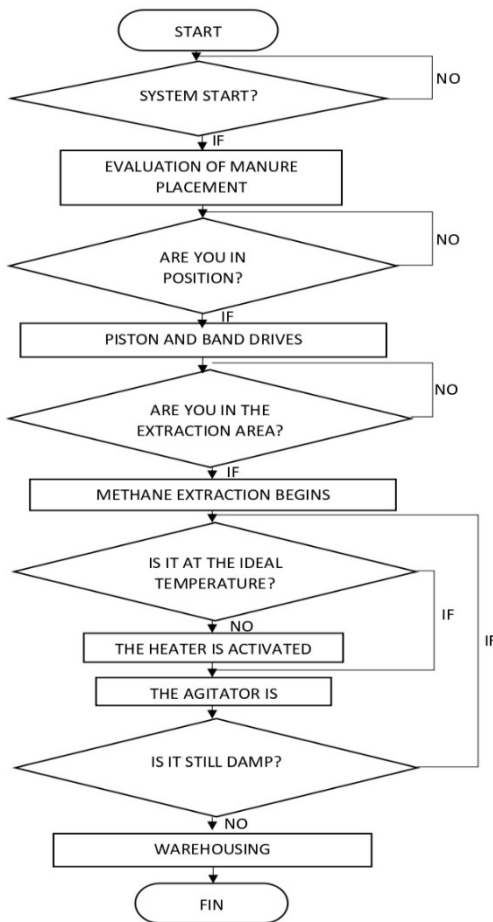 START
NO
SYSTEM START?
IF
EVALUATION OF MANURE
PLACEMENT
NO
ARE YOU IN
POSITION?
IF
PISTON AND BAND DRIVES
NO
ARE YOU IN THE
EXTRACTION AREA?
IF
METHANE EXTRACTION BEGINS
IS IT AT THE IDEAL
TEMPERATURE?
IF
NO
IF
THE HEATER IS ACTIVATED
THE AGITATOR IS
IS IT STILL DAMP?
NO
WAREHOUSING
FIN